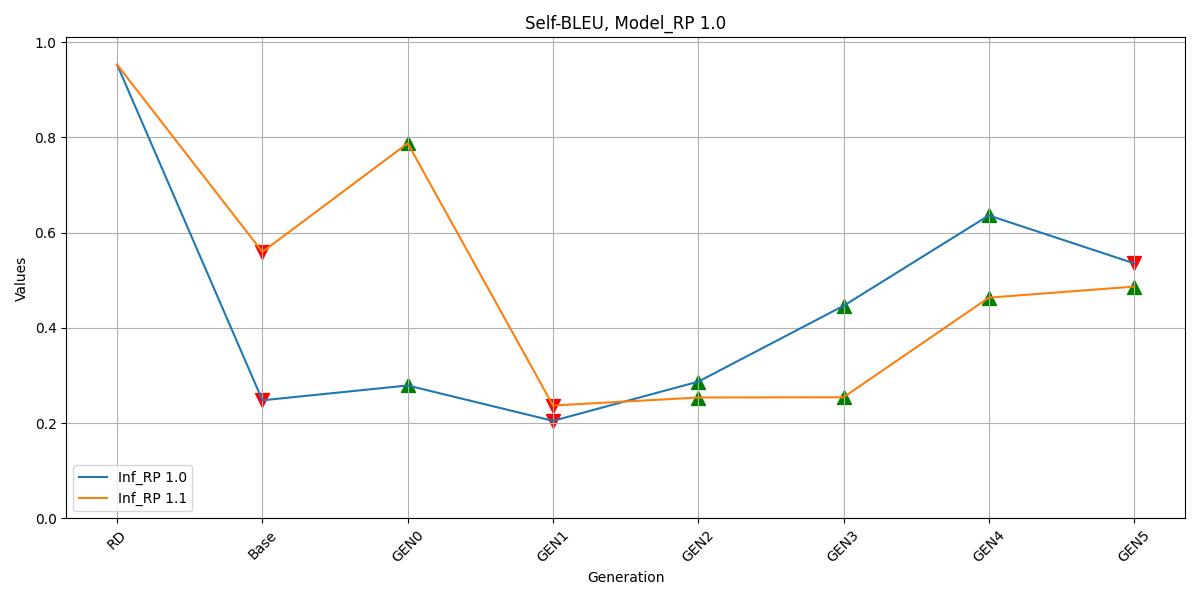 Self-BLEU, Model_RP 1.0
Values
1.0
0.8
0.6
0.4
0.2
0.0
Inf_RP 1.0
Inf_RP 1.1
RD
Base
GEN0
GEN1
GEN2
GEN3
GEN4
GEN5
Generation